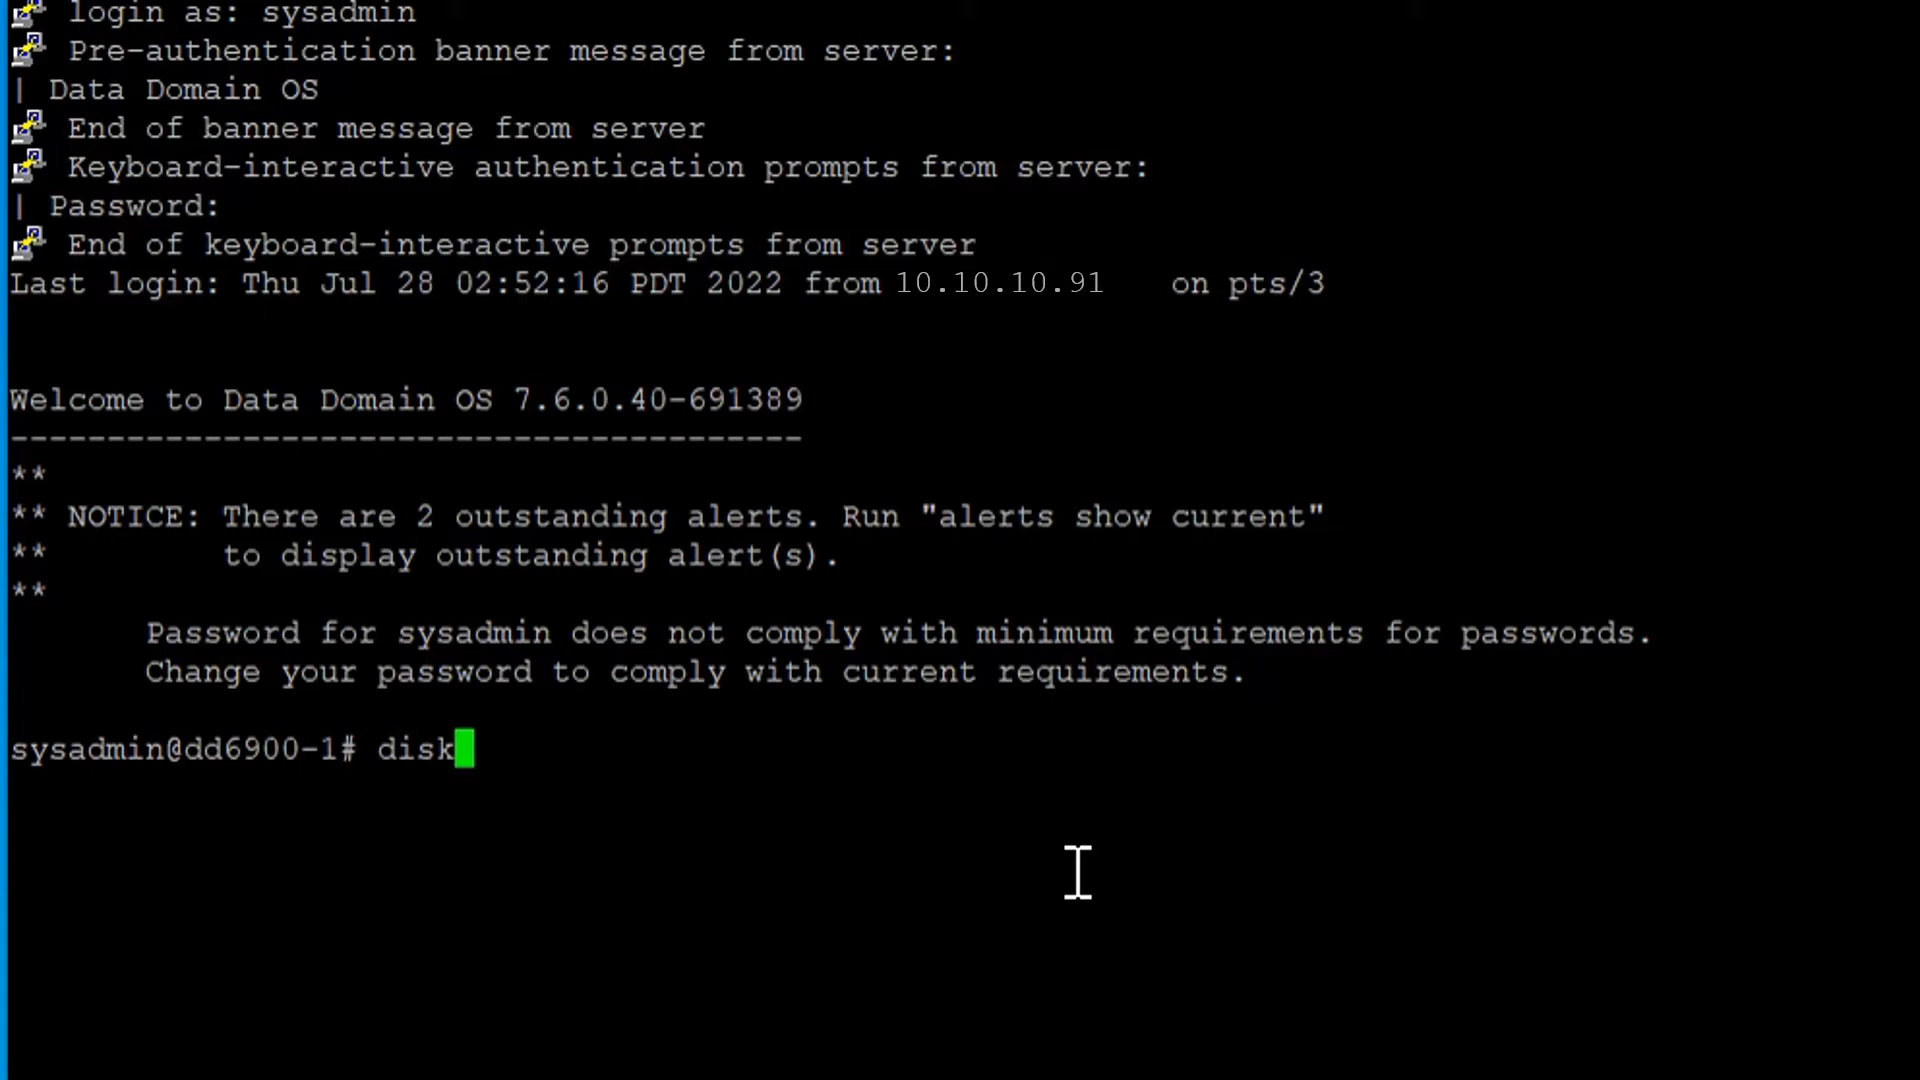 login as: sysadmin
Pre-authentication banner message from server:
| Data Domain OS
End of banner message from server
Keyboard-interactive authentication prompts from server:
| Password:
End of keyboard-interactive prompts from server
Last login: Thu Jul 28 02:52:16 PDT 2022 from 10.10.10.91 on pts/3
Welcome to Data Domain OS 7.6.0.40-691389
-----------------------------------------
**
** NOTICE: There are 2 outstanding alerts. Run "alerts show current"
** to display outstanding alert(s).
**
Password for sysadmin does not comply with minimum requirements for passwords.
Change your password to comply with current requirements.
sysadmin@dd6900-1# disk